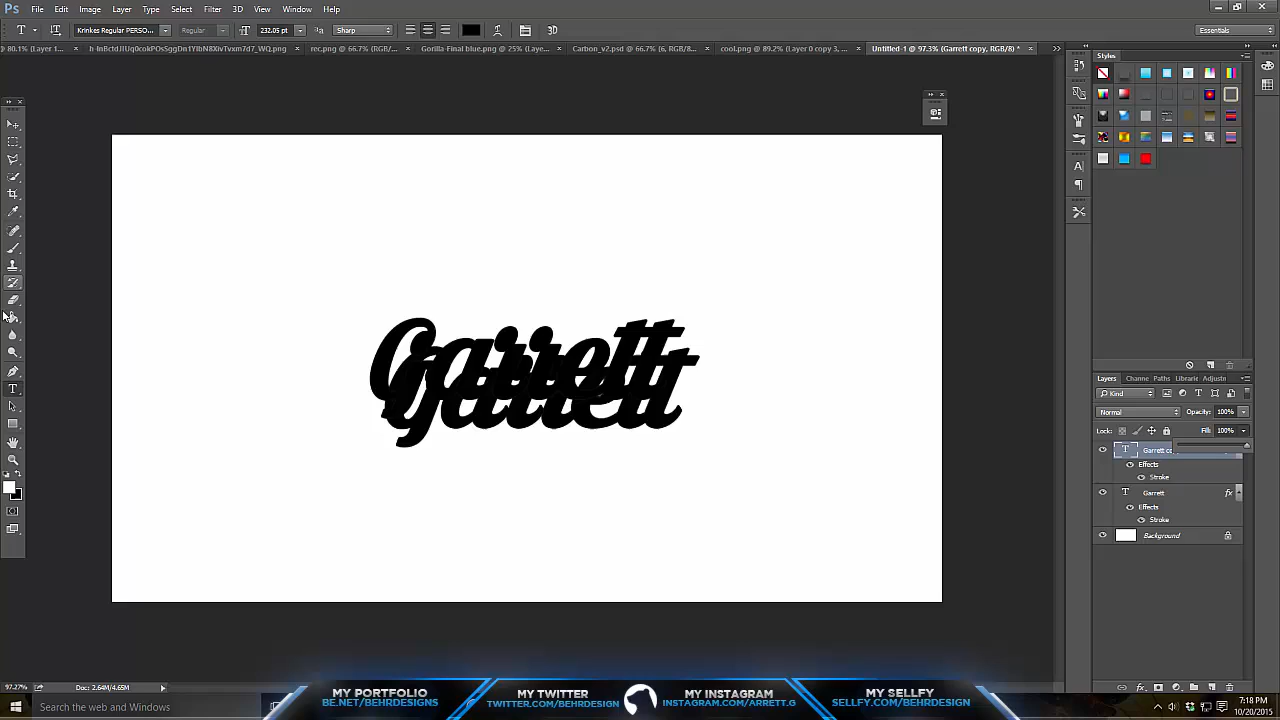 Ps File Edit Image Layer Type Select Filter 3D View Window Help
T Krinkes Regular PERSO... Regular 232.05 pt Sharp 3D Essentials
@ 80.1% (Layer 1... rec.png @ 66.7% (RGB/... Gorilla-Final blue.png @ 25% (Layer... Carbon_v2.psd @ 66.7% (6, RGB/8... cool.png @ 89.2% (Layer 0 copy 3, ... Untitled-1 @ 97.3% (Garrett copy, RGB/8) *
Styles
Garrett
Garrett
Layers Channe Paths Librarie Adjustm
Kind
Normal Opacity: 100%
Lock: Fill: 100%
T Garrett co
Effects
Stroke
T Garrett fx
Effects
Stroke
Background
97.27% Doc: 2.64M/4.65M
Search the web and Windows
MY PORTFOLIO
BE.NET/BEHRDESIGNS
MY TWITTER
TWITTER.COM/BEHRDESIGN
MY INSTAGRAM
INSTAGRAM.COM/ARRETT.G
MY SELLFY
SELLFY.COM/BEHRDESIGN
7:18 PM
10/20/2015